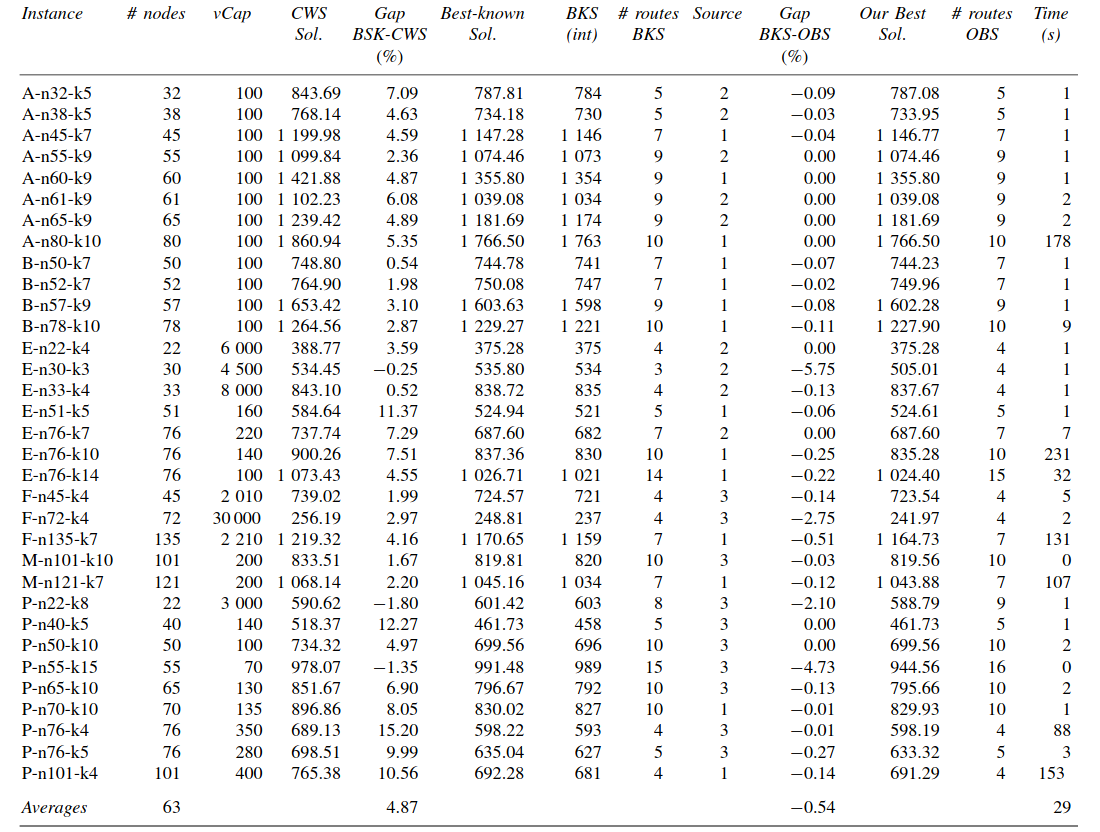 Instance # nodes vCap CWS Gap Best-known BKS # routes Source Gap Our Best # routes Time
Sol. BSK-CWS Sol. (int) BKS BKS-OBS Sol. OBS (s)
(%) (%)
A-n32-k5 32 100 843.69 7.09 787.81 784 5 2 −0.09 787.08 5 1
A-n38-k5 38 100 768.14 4.63 734.18 730 5 2 −0.03 733.95 5 1
A-n45-k7 45 100 1 199.98 4.59 1 147.28 1 146 7 1 −0.04 1 146.77 7 1
A-n55-k9 55 100 1 099.84 2.36 1 074.46 1 073 9 2 0.00 1 074.46 9 1
A-n60-k9 60 100 1 421.88 4.87 1 355.80 1 354 9 1 0.00 1 355.80 9 1
A-n61-k9 61 100 1 102.23 6.08 1 039.08 1 034 9 2 0.00 1 039.08 9 2
A-n65-k9 65 100 1 239.42 4.89 1 181.69 1 174 9 2 0.00 1 181.69 9 2
A-n80-k10 80 100 1 860.94 5.35 1 766.50 1 763 10 1 0.00 1 766.50 10 178
B-n50-k7 50 100 748.80 0.54 744.78 741 7 1 −0.07 744.23 7 1
B-n52-k7 52 100 764.90 1.98 750.08 747 7 1 −0.02 749.96 7 1
B-n57-k9 57 100 1 653.42 3.10 1 603.63 1 598 9 1 −0.08 1 602.28 9 1
B-n78-k10 78 100 1 264.56 2.87 1 229.27 1 221 10 1 −0.11 1 227.90 10 9
E-n22-k4 22 6 000 388.77 3.59 375.28 375 4 2 0.00 375.28 4 1
E-n30-k3 30 4 500 534.45 −0.25 535.80 534 3 2 −5.75 505.01 4 1
E-n33-k4 33 8 000 843.10 0.52 838.72 835 4 2 −0.13 837.67 4 1
E-n51-k5 51 160 584.64 11.37 524.94 521 5 1 −0.06 524.61 5 1
E-n76-k7 76 220 737.74 7.29 687.60 682 7 2 0.00 687.60 7 7
E-n76-k10 76 140 900.26 7.51 837.36 830 10 1 −0.25 835.28 10 231
E-n76-k14 76 100 1 073.43 4.55 1 026.71 1 021 14 1 −0.22 1 024.40 15 32
F-n45-k4 45 2 010 739.02 1.99 724.57 721 4 3 −0.14 723.54 4 5
F-n72-k4 72 30 000 256.19 2.97 248.81 237 4 3 −2.75 241.97 4 2
F-n135-k7 135 2 210 1 219.32 4.16 1 170.65 1 159 7 1 −0.51 1 164.73 7 131
M-n101-k10 101 200 833.51 1.67 819.81 820 10 3 −0.03 819.56 10 0
M-n121-k7 121 200 1 068.14 2.20 1 045.16 1 034 7 1 −0.12 1 043.88 7 107
P-n22-k8 22 3 000 590.62 −1.80 601.42 603 8 3 −2.10 588.79 9 1
P-n40-k5 40 140 518.37 12.27 461.73 458 5 3 0.00 461.73 5 1
P-n50-k10 50 100 734.32 4.97 699.56 696 10 3 0.00 699.56 10 2
P-n55-k15 55 70 978.07 −1.35 991.48 989 15 3 −4.73 944.56 16 0
P-n65-k10 65 130 851.67 6.90 796.67 792 10 3 −0.13 795.66 10 2
P-n70-k10 70 135 896.86 8.05 830.02 827 10 1 −0.01 829.93 10 1
P-n76-k4 76 350 689.13 15.20 598.22 593 4 3 −0.01 598.19 4 88
P-n76-k5 76 280 698.51 9.99 635.04 627 5 3 −0.27 633.32 5 3
P-n101-k4 101 400 765.38 10.56 692.28 681 4 1 −0.14 691.29 4 153
Averages 63 4.87 −0.54 29